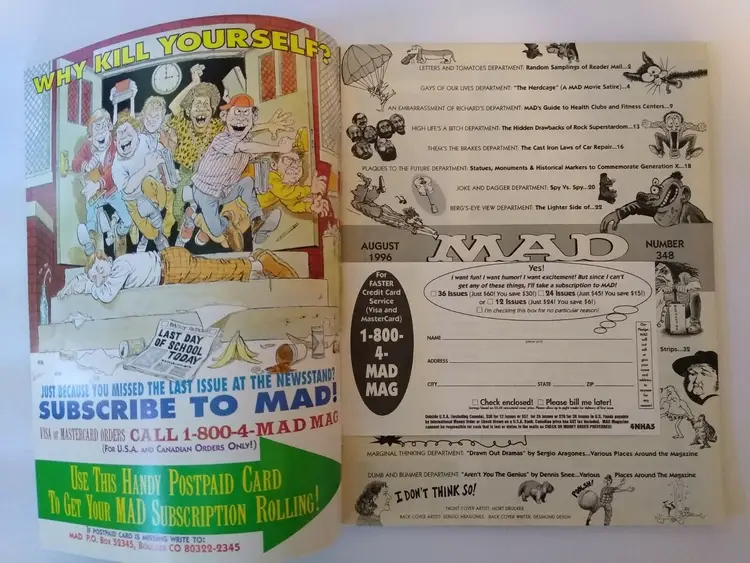 WHY KILL YOURSELF?
LAST DAY
OF SCHOOL
TODAY
JUST BECAUSE YOU MISSED THE LAST ISSUE AT THE NEWSSTAND?
SUBSCRIBE TO MAD!
VISA or MASTERCARD ORDERS CALL 1-800-4-MAD MAG
(FOR U.S.A. AND CANADIAN ORDERS ONLY!)
USE THIS HANDY POSTPAID CARD
TO GET YOUR MAD SUBSCRIPTION ROLLING!
IF POSTPAID CARD IS MISSING WRITE TO:
MAD P.O. BOX 52345, BOULDER CO 80322-2345
LETTERS AND TOMATOES DEPARTMENT: Random Samplings of Reader Mail...2
GAYS OF OUR LIVES DEPARTMENT: "The Herdcage" (A MAD Movie Satire)...4
AN EMBARRASSMENT OF RICHARD'S DEPARTMENT: MAD's Guide to Health Clubs and Fitness Centers...9
HIGH LIFE'S A BITCH DEPARTMENT: The Hidden Drawbacks of Rock Superstardom...13
THEM'S THE BRAKES DEPARTMENT: The Cast Iron Laws of Car Repair...16
PLAQUES TO THE FUTURE DEPARTMENT: Statues, Monuments & Historical Markers to Commemorate Generation X...18
JOKE AND DAGGER DEPARTMENT: Spy Vs. Spy...20
BERG'S-EYE VIEW DEPARTMENT: The Lighter Side of...22
AUGUST
1996
MAD
NUMBER
348
For
FASTER
Credit Card
Service
(Visa and
MasterCard)
1-800-
4-
MAD
MAG
Yes!
I want fun! I want humor! I want excitement! But since I can't
get any of these things, I'll take a subscription to MAD!
36 Issues (Just $60! You save $30!) 24 Issues (Just $45! You save $15!)
or 12 Issues (Just $24! You save $6!)
I'm checking this box for no particular reason!
NAME
ADDRESS
CITY STATE ZIP
Check enclosed! Please bill me later!
4NHA5
Strips...32
MARGINAL THINKING DEPARTMENT: "Drawn Out Dramas" by Sergio Aragones...Various Places Around the Magazine
DUMB AND BUMMER DEPARTMENT: "Aren't You The Genius" by Dennis Snee...Various Places Around the Magazine
I DON'T THINK SO!
FRONT COVER ARTIST: MORT DRUCKER
BACK COVER ARTIST: SERGIO ARAGONES BACK COVER WRITER: DESMOND DEVLIN